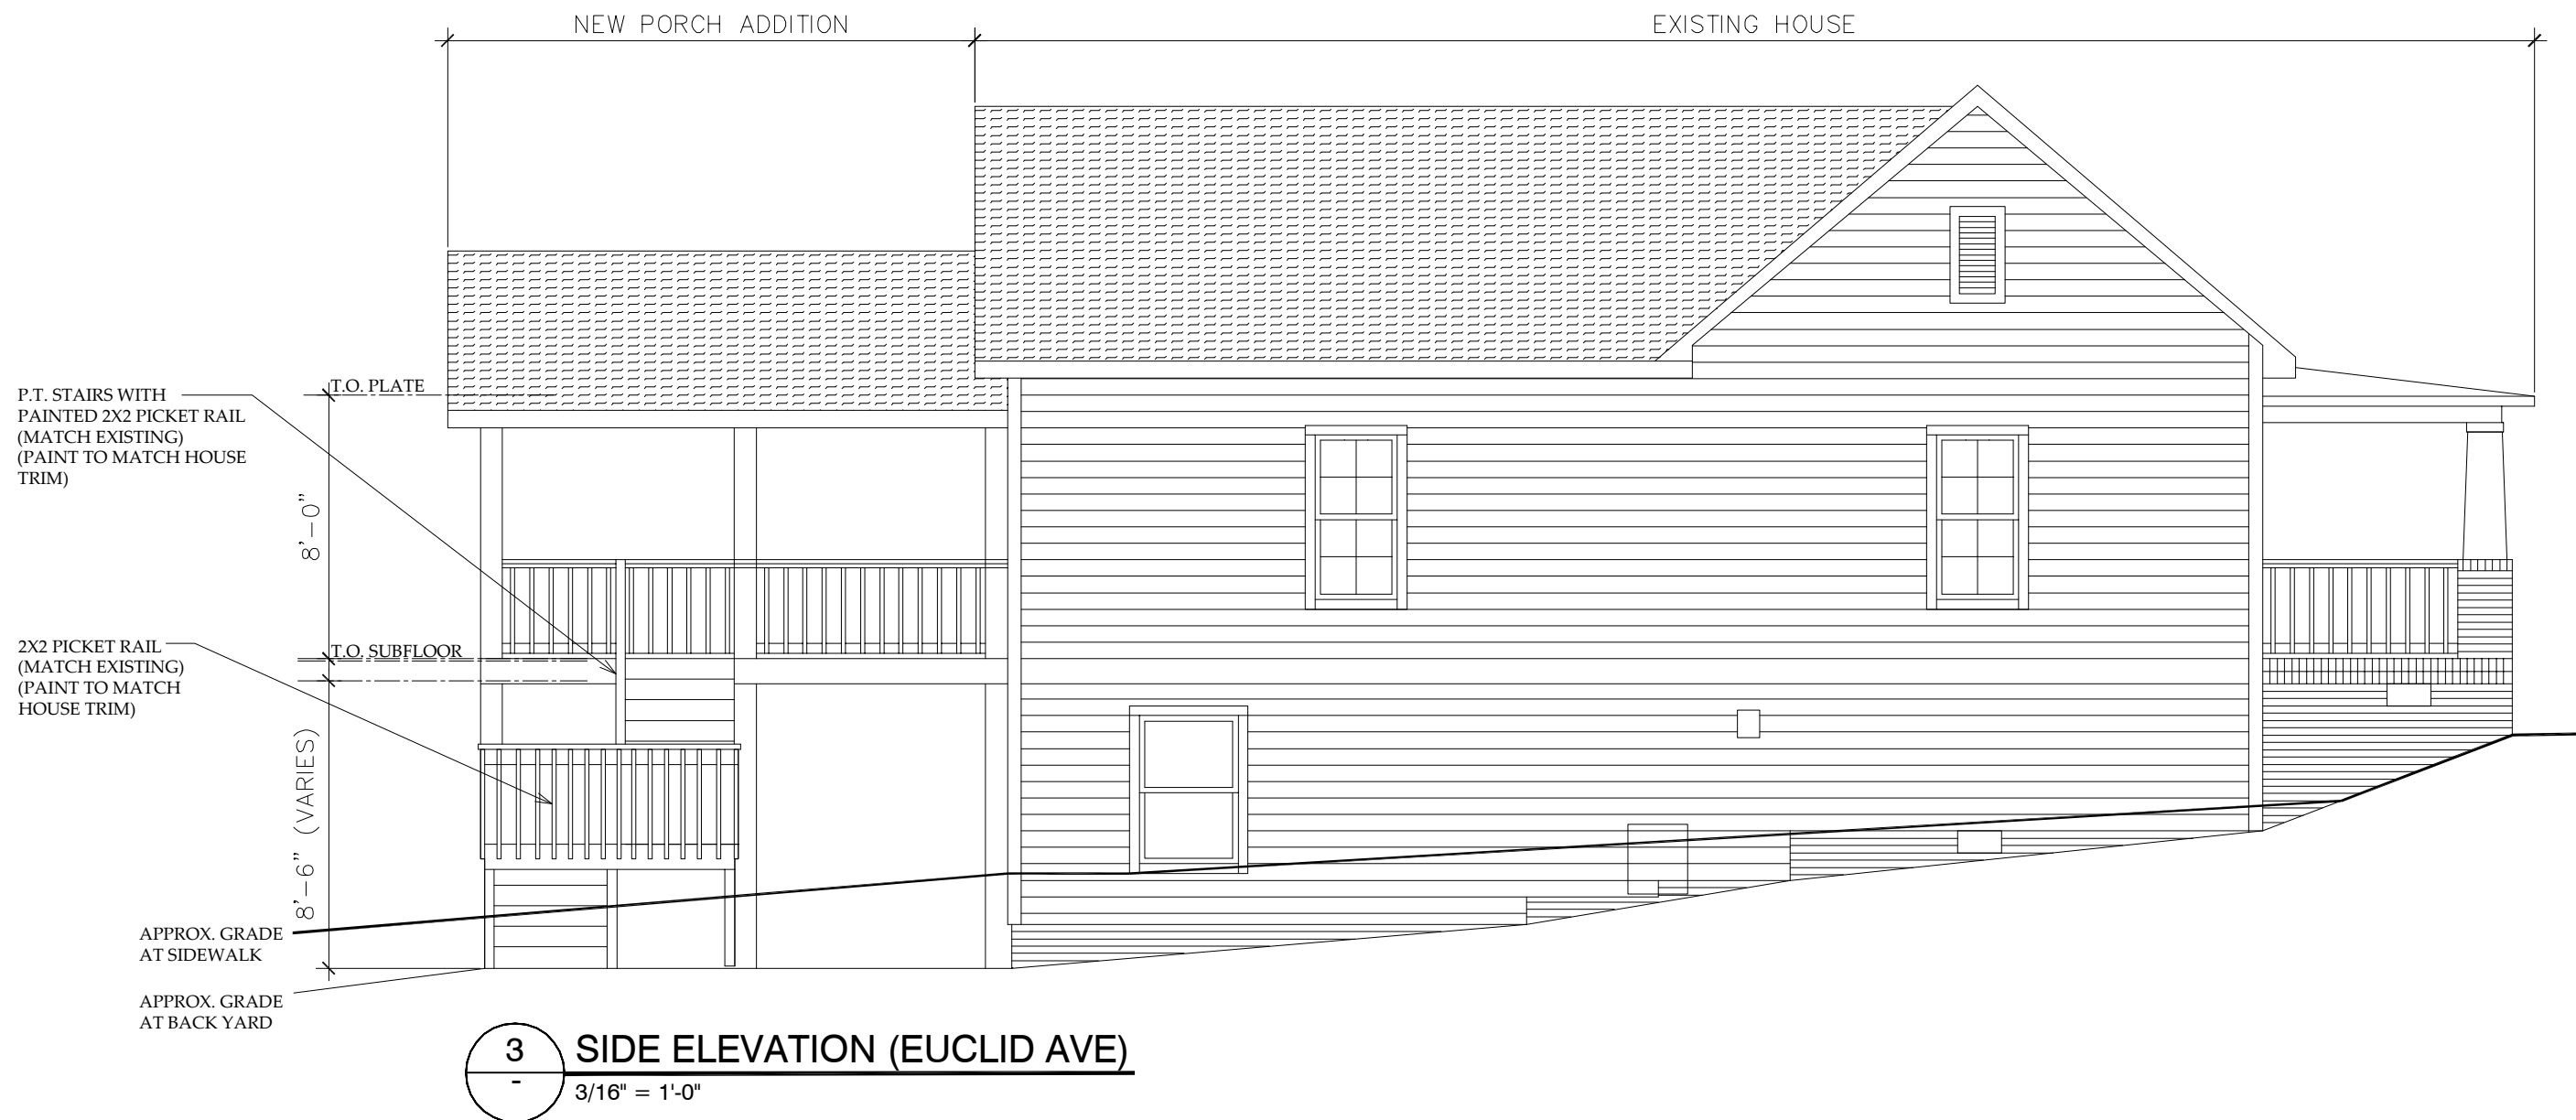 NEW PORCH ADDITION
EXISTING HOUSE
T.O. PLATE
P.T. STAIRS WITH
PAINTED 2X2 PICKET RAIL
(MATCH EXISTING)
(PAINT TO MATCH HOUSE
TRIM)
8'-0"
2X2 PICKET RAIL
(MATCH EXISTING)
(PAINT TO MATCH
HOUSE TRIM)
T.O. SUBFLOOR
8'-6" (VARIES)
APPROX. GRADE
AT SIDEWALK
APPROX. GRADE
AT BACK YARD
3
-
SIDE ELEVATION (EUCLID AVE)
3/16" = 1'-0"